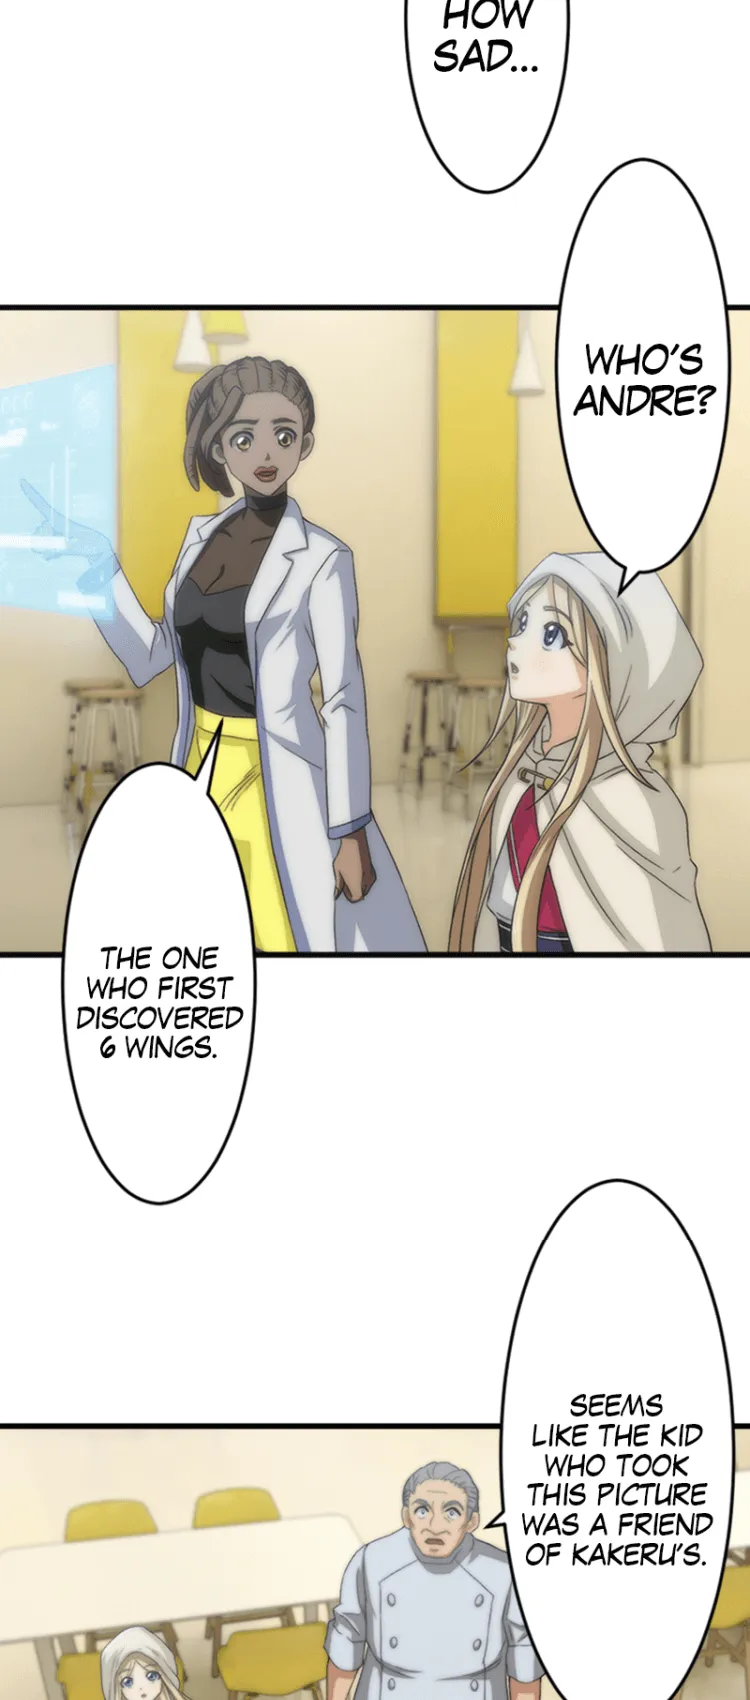 HOW
SAD...
WHO'S
ANDRE?
THE ONE
WHO FIRST
DISCOVERED
6 WINGS.
SEEMS
LIKE THE KID
WHO TOOK
THIS PICTURE
WAS A FRIEND
OF KAKERU'S.